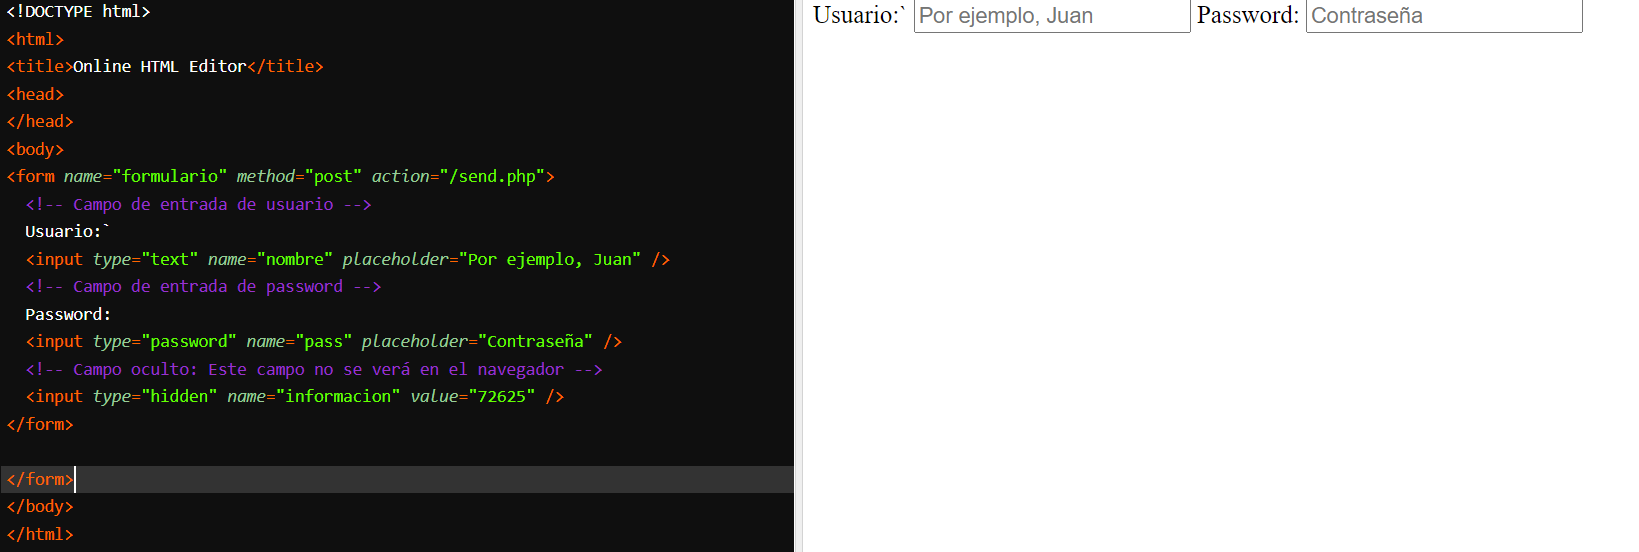 <!DOCTYPE html>
<html>
<title>Online HTML Editor</title>
<head>
</head>
<body>
<form name="formulario" method="post" action="/send.php">
  <!-- Campo de entrada de usuario -->
  Usuario:`
  <input type="text" name="nombre" placeholder="Por ejemplo, Juan" />
  <!-- Campo de entrada de password -->
  Password:
  <input type="password" name="pass" placeholder="Contraseña" />
  <!-- Campo oculto: Este campo no se verá en el navegador -->
  <input type="hidden" name="informacion" value="72625" />
</form>
</form>
</body>
</html>
Usuario:` Por ejemplo, Juan Password: Contraseña